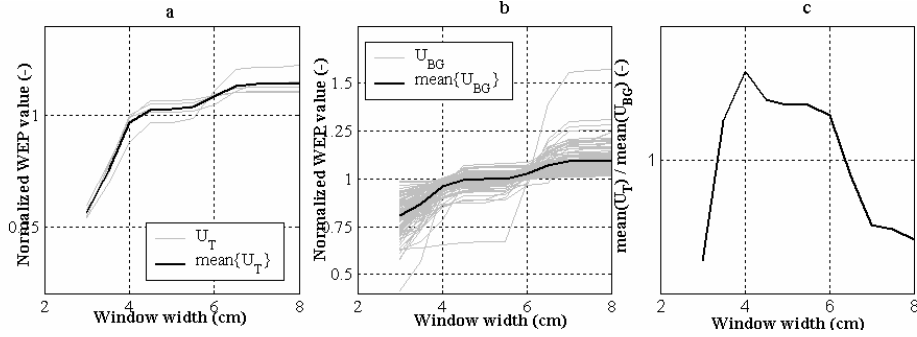 a
Normalized WEP value (-)
1
U_T
mean{U_T}
2 4 6 8
Window width (cm)
b
Normalized WEP value (-)
1.5
1.25
1
0.75
0.5
U_BG
mean{U_BG}
2 4 6 8
Window width (cm)
c
mean(U_T) / mean(U_BG) (-)
1
2 4 6 8
Window width (cm)